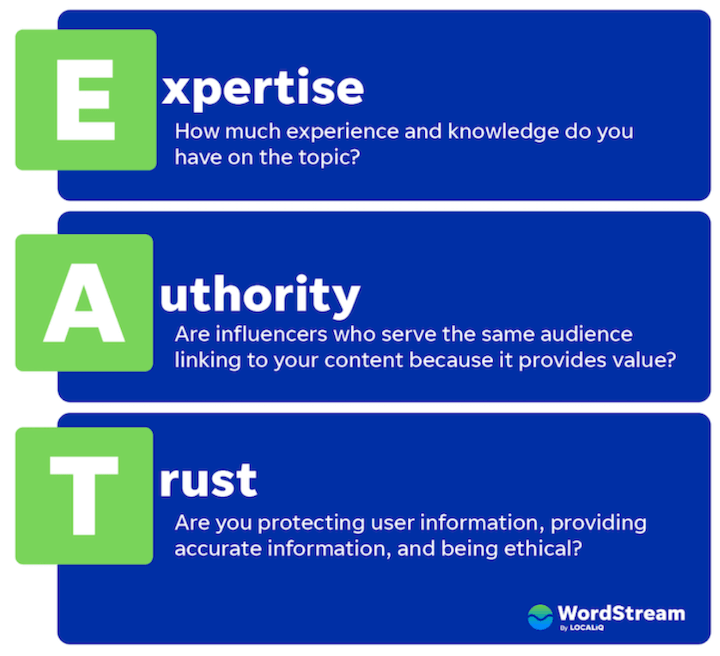 Expertise
How much experience and knowledge do you
have on the topic?
Authority
Are influencers who serve the same audience
linking to your content because it provides value?
Trust
Are you protecting user information, providing
accurate information, and being ethical?
WordStream
By LOCALiQ